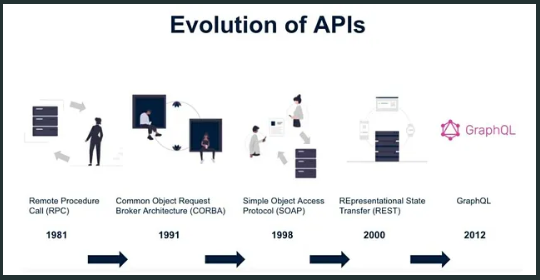 Evolution of APIs
GraphQL
Remote Procedure
Call (RPC)
Common Object Request
Broker Architecture (CORBA)
Simple Object Access
Protocol (SOAP)
REpresentational State
Transfer (REST)
GraphQL
1981
1991
1998
2000
2012